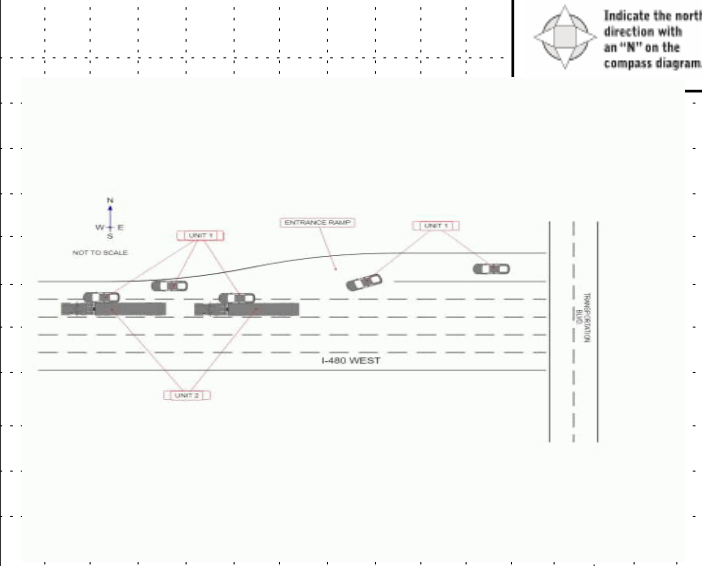 Indicate the north
direction with
an "N" on the
compass diagram.
N
W E
S
NOT TO SCALE
UNIT 1
ENTRANCE RAMP
UNIT 1
TRANSPORTATION
BLVD
I-480 WEST
UNIT 2